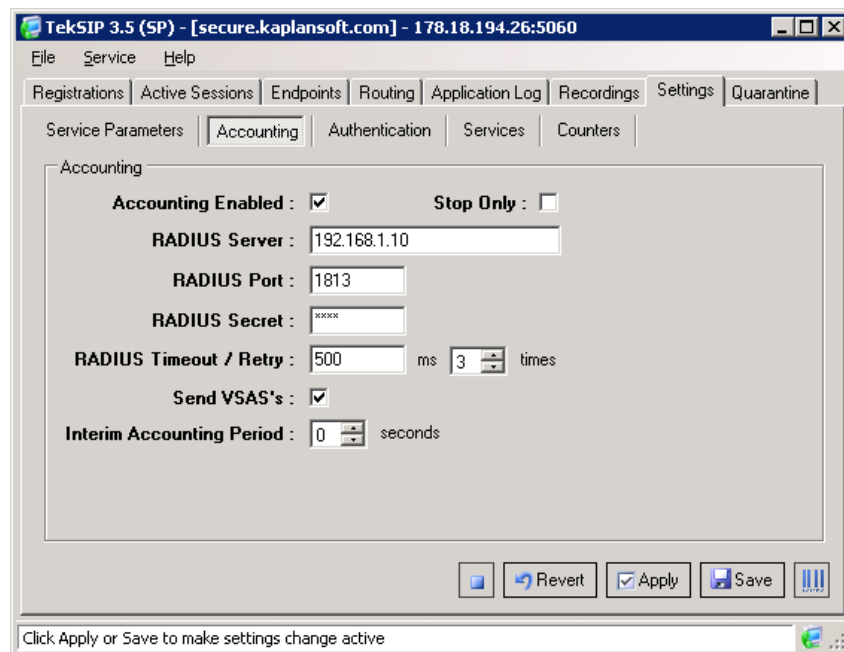 TekSIP 3.5 (SP) - [secure.kaplansoft.com] - 178.18.194.26:5060
File Service Help
Registrations Active Sessions Endpoints Routing Application Log Recordings Settings Quarantine
Service Parameters Accounting Authentication Services Counters
Accounting
Accounting Enabled : Stop Only :
RADIUS Server : 192.168.1.10
RADIUS Port : 1813
RADIUS Secret : ****
RADIUS Timeout / Retry : 500 ms 3 times
Send VSAS's :
Interim Accounting Period : 0 seconds
Revert Apply Save
Click Apply or Save to make settings change active